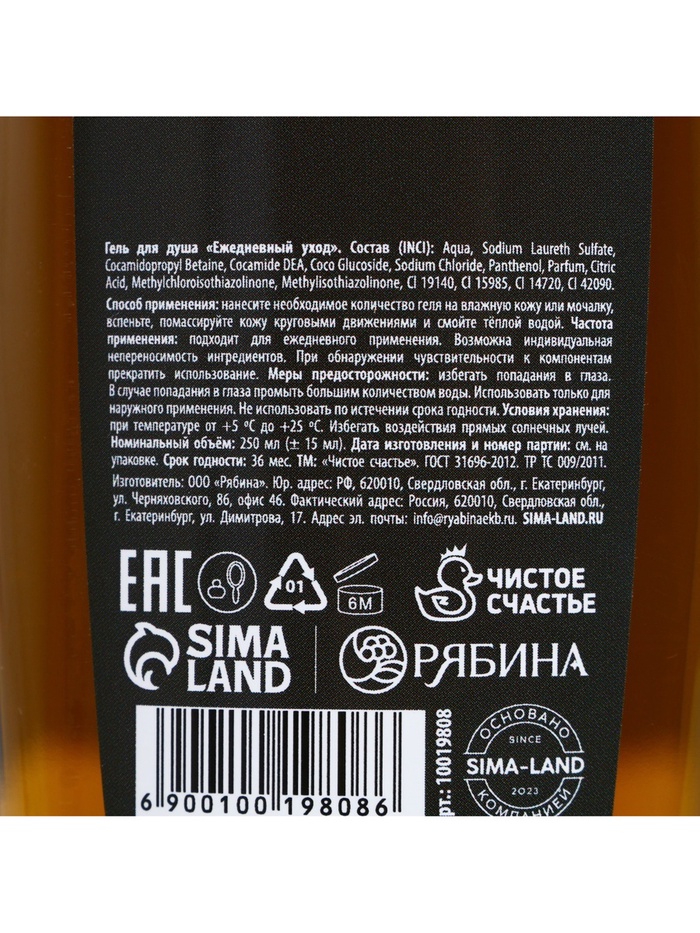 Гель для душа «Ежедневный уход». Состав (INCI): Aqua, Sodium Laureth Sulfate,
Cocamidopropyl Betaine, Cocamide DEA, Coco Glucoside, Sodium Chloride, Panthenol, Parfum, Citric
Acid, Methylchloroisothiazolinone, Methylisothiazolinone, CI 19140, CI 15985, CI 14720, CI 42090.
Способ применения: нанесите необходимое количество геля на влажную кожу или мочалку,
вспеньте, помассируйте кожу круговыми движениями и смойте тёплой водой. Частота
применения: подходит для ежедневного применения. Возможна индивидуальная
непереносимость ингредиентов. При обнаружении чувствительности к компонентам
прекратить использование. Меры предосторожности: избегать попадания в глаза.
В случае попадания в глаза промыть большим количеством воды. Использовать только для
наружного применения. Не использовать по истечении срока годности. Условия хранения:
при температуре от +5 ºC до +25 ºC. Избегать воздействия прямых солнечных лучей.
Номинальный объём: 250 мл (± 15 мл). Дата изготовления и номер партии: см. на
упаковке. Срок годности: 36 мес. ТМ: «Чистое счастье». ГОСТ 31696-2012. ТР ТС 009/2011.
Изготовитель: ООО «Рябина». Юр. адрес: РФ, 620010, Свердловская обл., г. Екатеринбург,
ул. Черняховского, 86, офис 46. Фактический адрес: Россия, 620010, Свердловская обл.,
г. Екатеринбург, ул. Димитрова, 17. Адрес эл. почты: info@ryabinaekb.ru. SIMA-LAND.RU
EAC
01
6M
ЧИСТОЕ
СЧАСТЬЕ
SIMA
LAND
РЯБИНА
6 900100 198086
рт.: 10019808
ОСНОВАНО
SINCE
SIMA-LAND
2023
КОМПАНИЕЙ